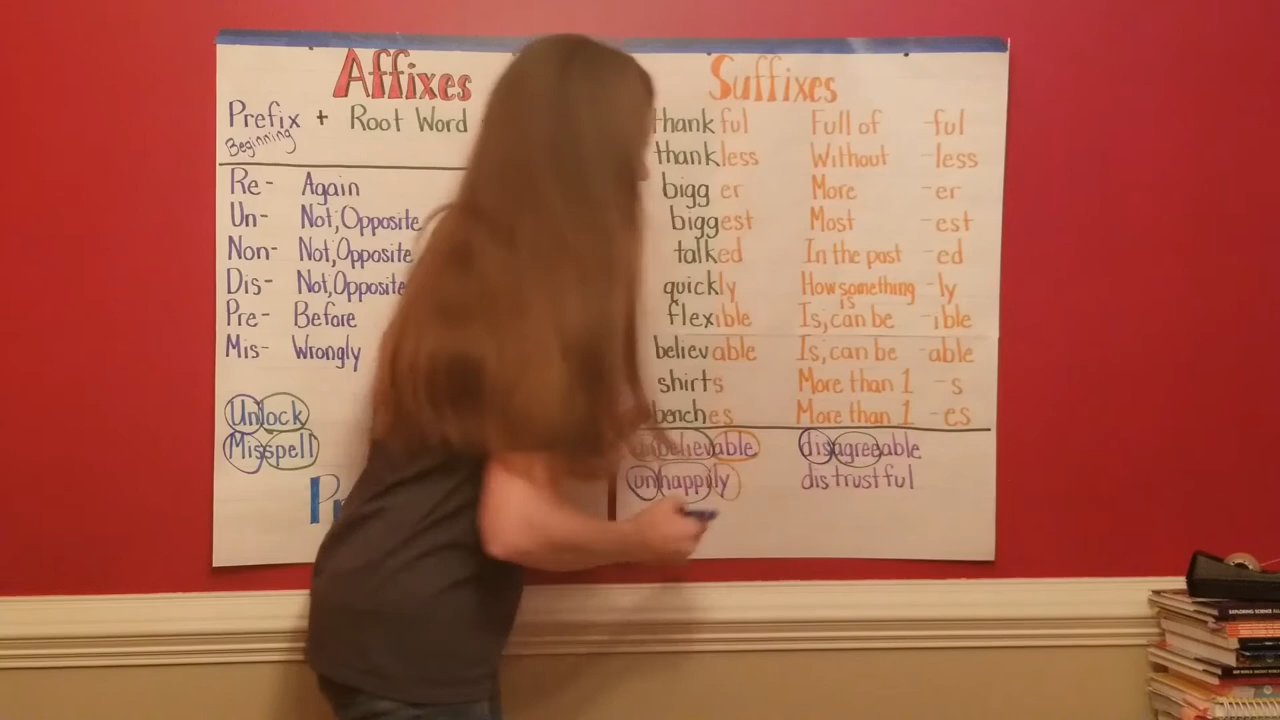 Affixes
Prefix + Root Word
Beginning
Re- Again
Un- Not, Opposite
Non- Not, Opposite
Dis- Not, Opposite
Pre- Before
Mis- Wrongly
Unlock
Misspell
Suffixes
thankful Full of -ful
thankless Without -less
bigger More -er
biggest Most -est
talked In the past -ed
quickly How something is -ly
flexible Is, can be -ible
believable Is, can be -able
shirts More than 1 -s
benches More than 1 -es
unbelievable disagreeable
unhappily distrustful